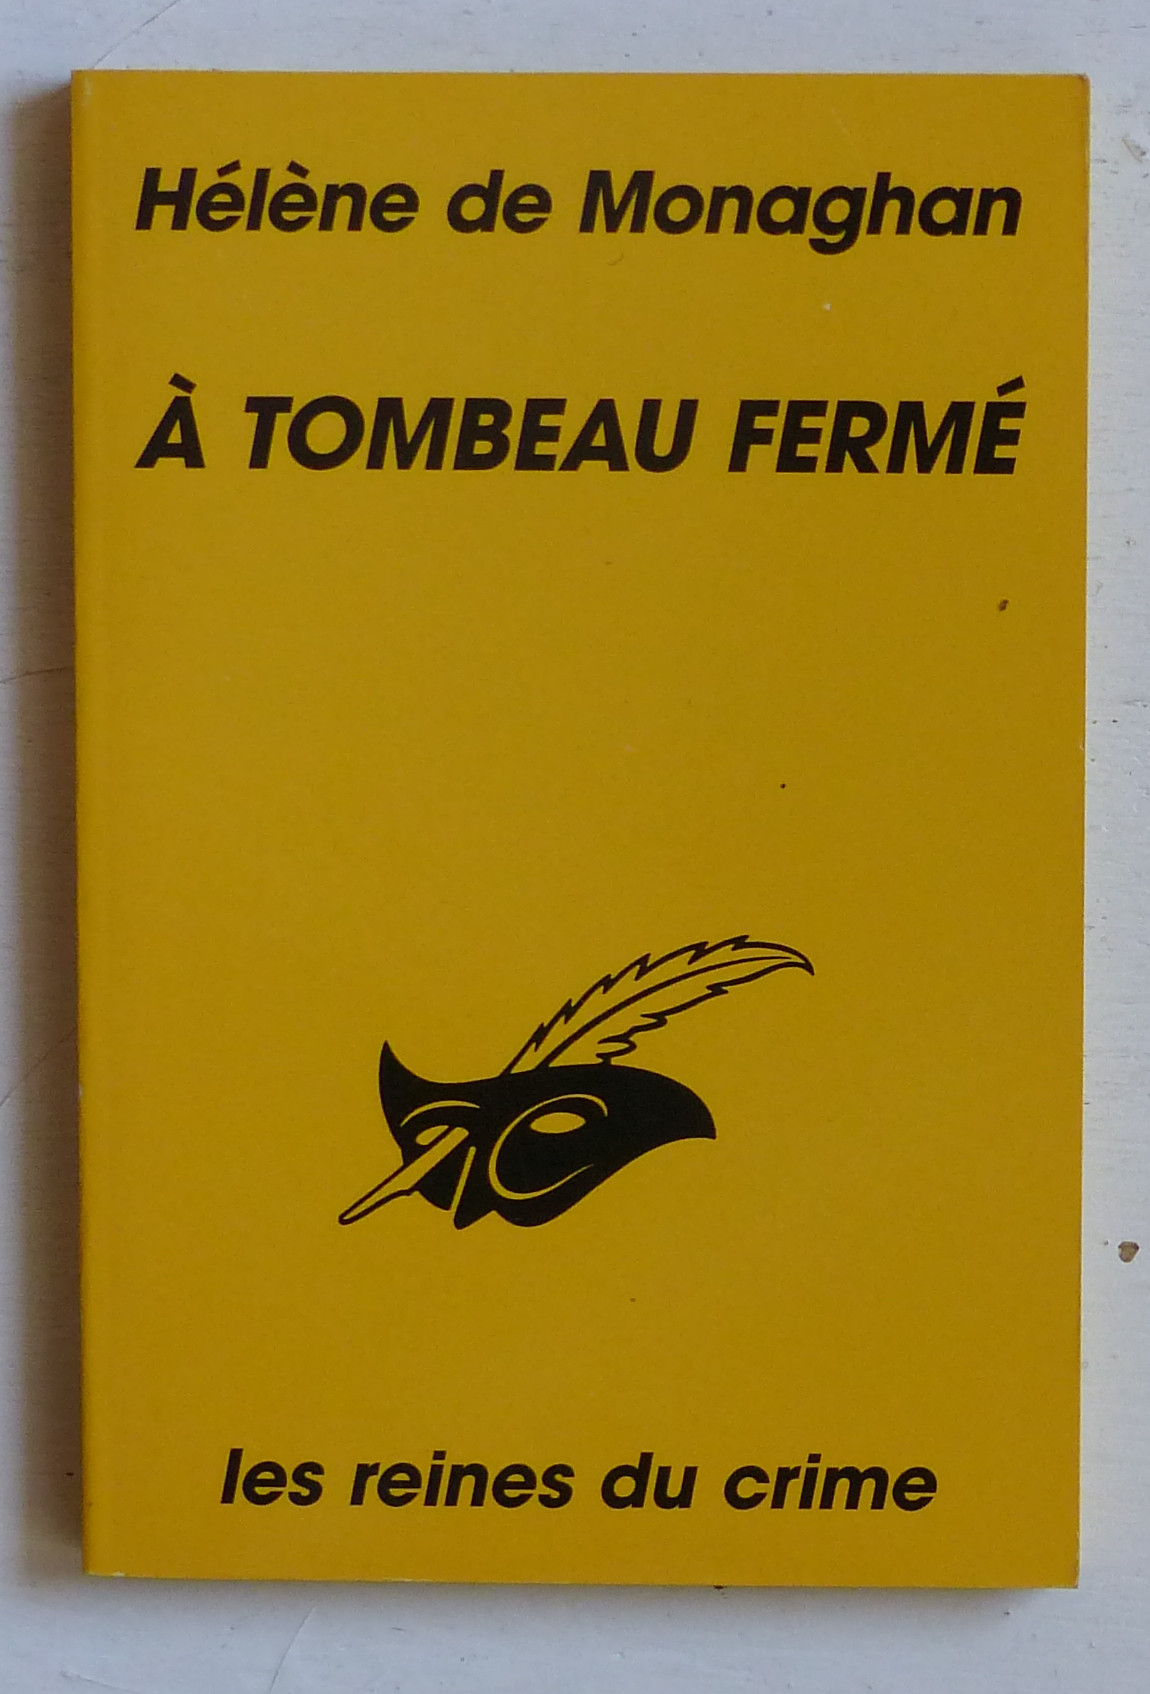 Hélène de Monaghan
À TOMBEAU FERMÉ
les reines du crime